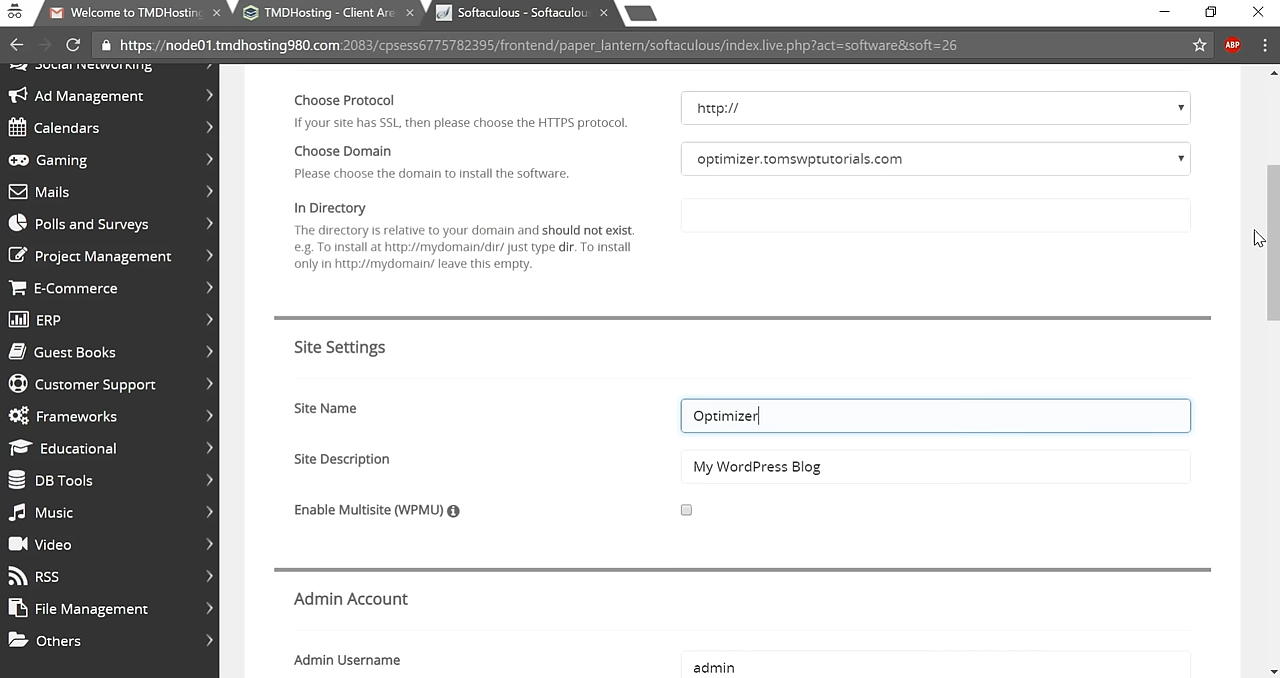 Welcome to TMDHosting
TMDHosting - Client Are
Softaculous - Softaculou
https://node01.tmdhosting980.com:2083/cpsess6775782395/frontend/paper_lantern/softaculous/index.live.php?act=software&soft=26
ABP
Social Networking
Ad Management
Calendars
Gaming
Mails
Polls and Surveys
Project Management
E-Commerce
ERP
Guest Books
Customer Support
Frameworks
Educational
DB Tools
Music
Video
RSS
File Management
Others
Choose Protocol
If your site has SSL, then please choose the HTTPS protocol.
http://
Choose Domain
Please choose the domain to install the software.
optimizer.tomswptutorials.com
In Directory
The directory is relative to your domain and should not exist.
e.g. To install at http://mydomain/dir/ just type dir. To install
only in http://mydomain/ leave this empty.
Site Settings
Site Name
Optimizer
Site Description
My WordPress Blog
Enable Multisite (WPMU)
Admin Account
Admin Username
admin